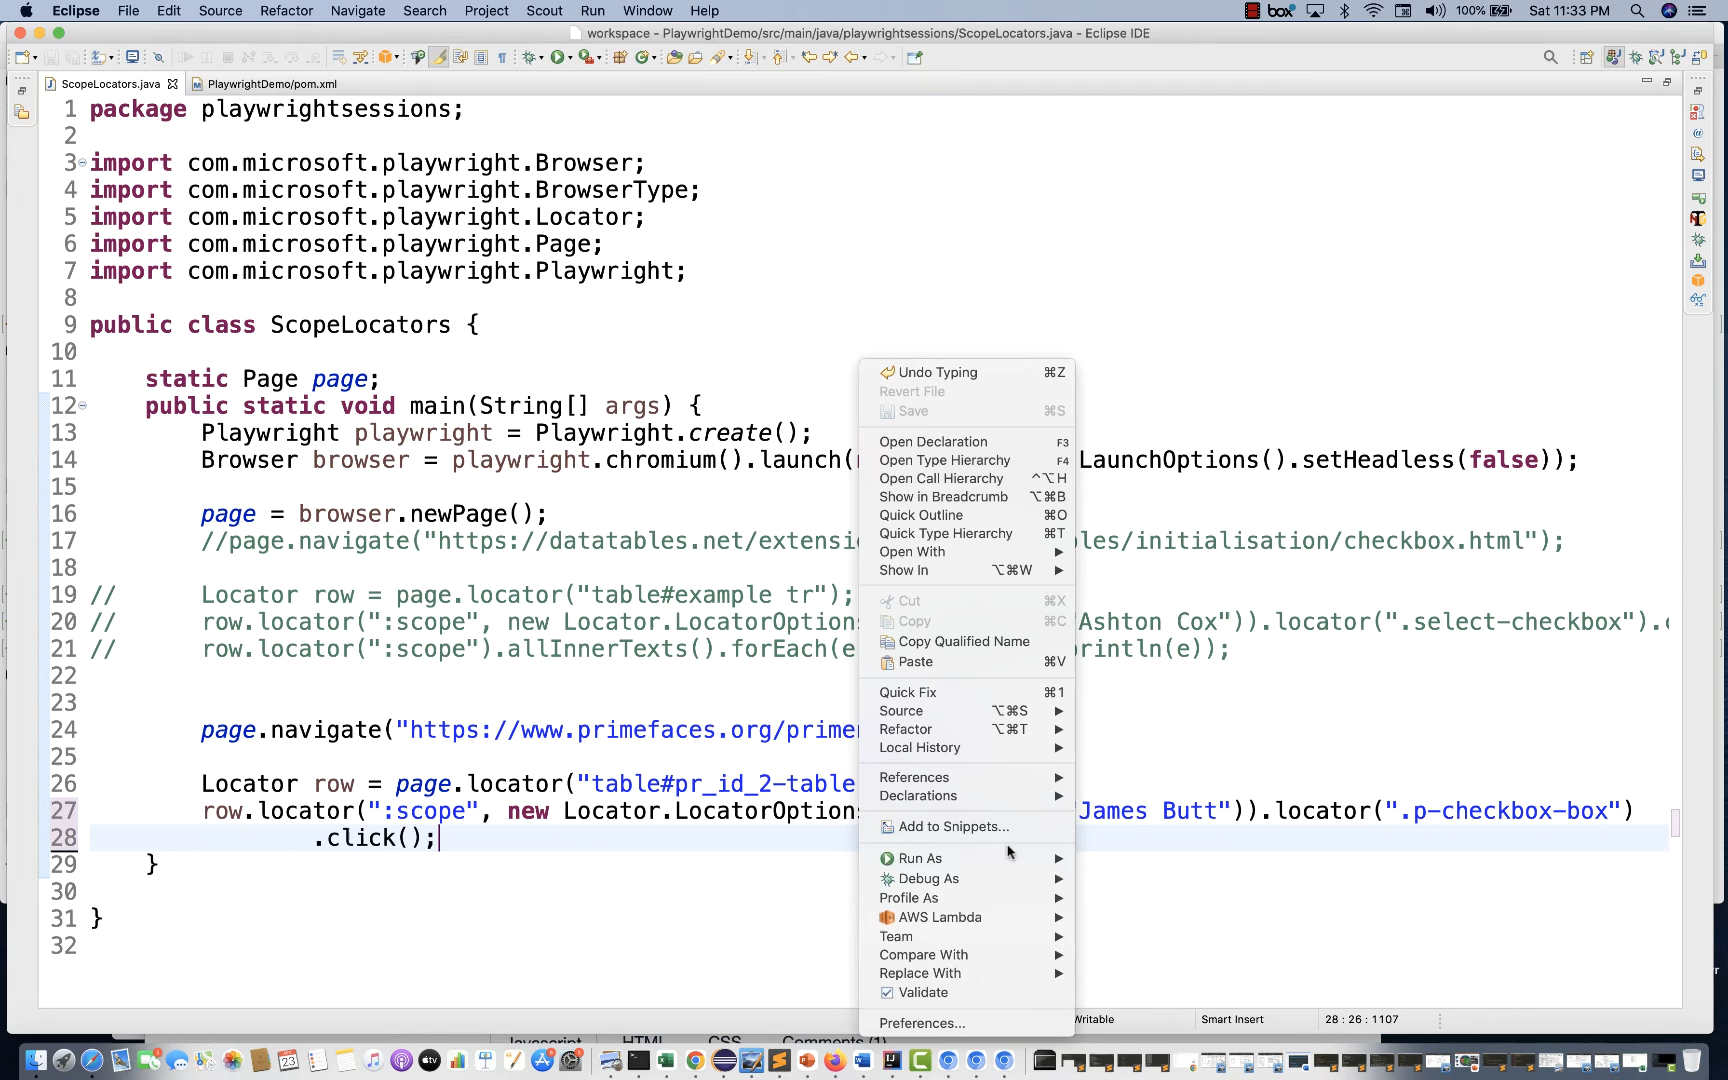 Eclipse File Edit Source Refactor Navigate Search Project Scout Run Window Help box 100% Sat 11:33 PM
workspace - PlaywrightDemo/src/main/java/playwrightsessions/ScopeLocators.java - Eclipse IDE
ScopeLocators.java PlaywrightDemo/pom.xml
1 package playwrightsessions;
2
3 import com.microsoft.playwright.Browser;
4 import com.microsoft.playwright.BrowserType;
5 import com.microsoft.playwright.Locator;
6 import com.microsoft.playwright.Page;
7 import com.microsoft.playwright.Playwright;
8
9 public class ScopeLocators {
10
11 static Page page;
12 public static void main(String[] args) {
13 Playwright playwright = Playwright.create();
14 Browser browser = playwright.chromium().launch( LaunchOptions().setHeadless(false));
15
16 page = browser.newPage();
17 //page.navigate("https://datatables.net/extensi les/initialisation/checkbox.html");
18
19 // Locator row = page.locator("table#example tr");
20 // row.locator(":scope", new Locator.LocatorOption Ashton Cox")).locator(".select-checkbox").
21 // row.locator(":scope").allInnerTexts().forEach(e rintln(e));
22
23
24 page.navigate("https://www.primefaces.org/prime
25
26 Locator row = page.locator("table#pr_id_2-table
27 row.locator(":scope", new Locator.LocatorOption James Butt")).locator(".p-checkbox-box")
28 .click();
29 }
30
31 }
32
Undo Typing ⌘Z
Revert File
Save ⌘S
Open Declaration F3
Open Type Hierarchy F4
Open Call Hierarchy ^⌥H
Show in Breadcrumb ⌥⌘B
Quick Outline ⌘O
Quick Type Hierarchy ⌘T
Open With
Show In ⌥⌘W
Cut ⌘X
Copy ⌘C
Copy Qualified Name
Paste ⌘V
Quick Fix ⌘1
Source ⌥⌘S
Refactor ⌥⌘T
Local History
References
Declarations
Add to Snippets...
Run As
Debug As
Profile As
AWS Lambda
Team
Compare With
Replace With
Validate
Preferences...
Writable Smart Insert 28 : 26 : 1107